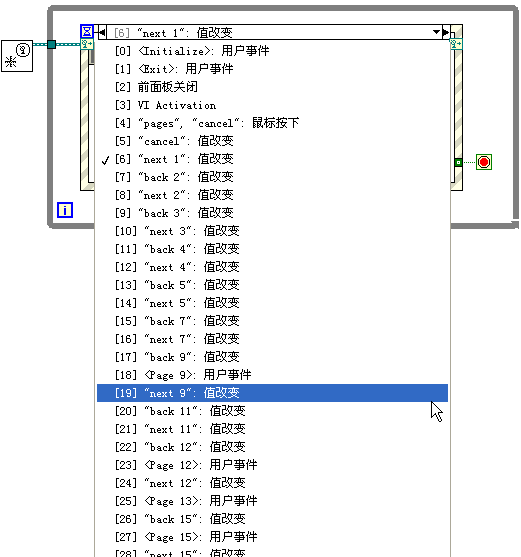 [6] "next 1": 值改变
[0] <Initialize>: 用户事件
[1] <Exit>: 用户事件
[2] 前面板关闭
[3] VI Activation
[4] "pages", "cancel": 鼠标按下
[5] "cancel": 值改变
[6] "next 1": 值改变
[7] "back 2": 值改变
[8] "next 2": 值改变
[9] "back 3": 值改变
[10] "next 3": 值改变
[11] "back 4": 值改变
[12] "next 4": 值改变
[13] "back 5": 值改变
[14] "next 5": 值改变
[15] "back 7": 值改变
[16] "next 7": 值改变
[17] "back 9": 值改变
[18] <Page 9>: 用户事件
[19] "next 9": 值改变
[20] "back 11": 值改变
[21] "next 11": 值改变
[22] "back 12": 值改变
[23] <Page 12>: 用户事件
[24] "next 12": 值改变
[25] <Page 13>: 用户事件
[26] "back 15": 值改变
[27] <Page 15>: 用户事件
[28] "next 15": 值改变
i